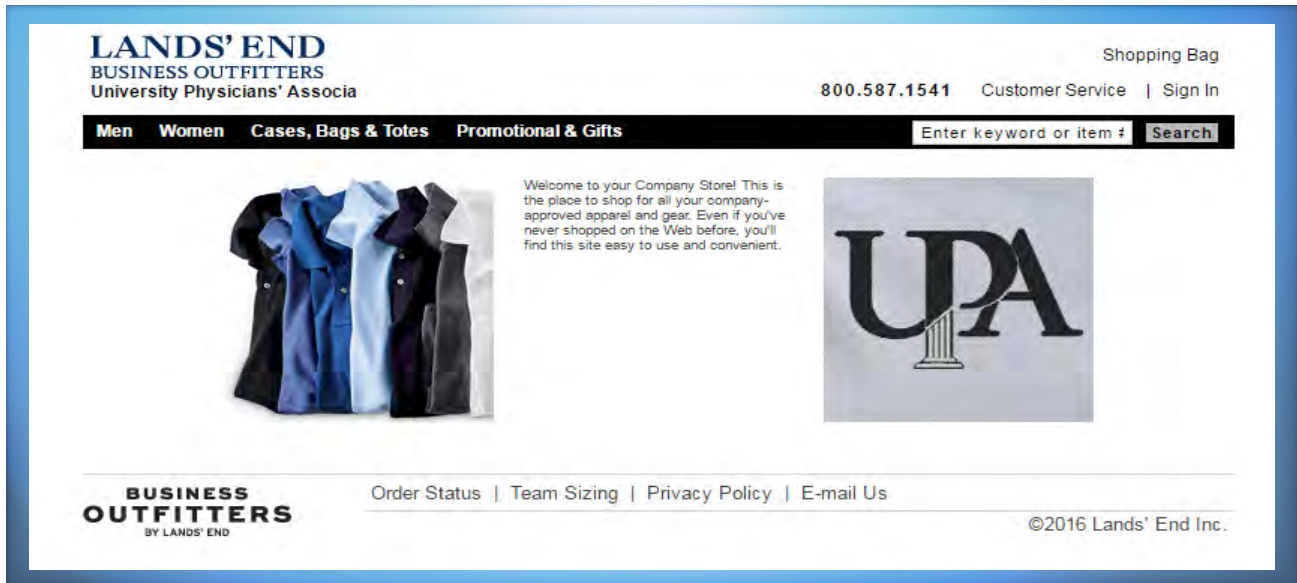 LANDS' END
BUSINESS OUTFITTERS
University Physicians' Associa
Shopping Bag
800.587.1541 Customer Service | Sign In
Men Women Cases, Bags & Totes Promotional & Gifts
Enter keyword or item Search
Welcome to your Company Store! This is
the place to shop for all your company-
approved apparel and gear. Even if you've
never shopped on the Web before, you'll
find this site easy to use and convenient.
UPA
BUSINESS
OUTFITTERS
BY LANDS' END
Order Status | Team Sizing | Privacy Policy | E-mail Us
©2016 Lands' End Inc.